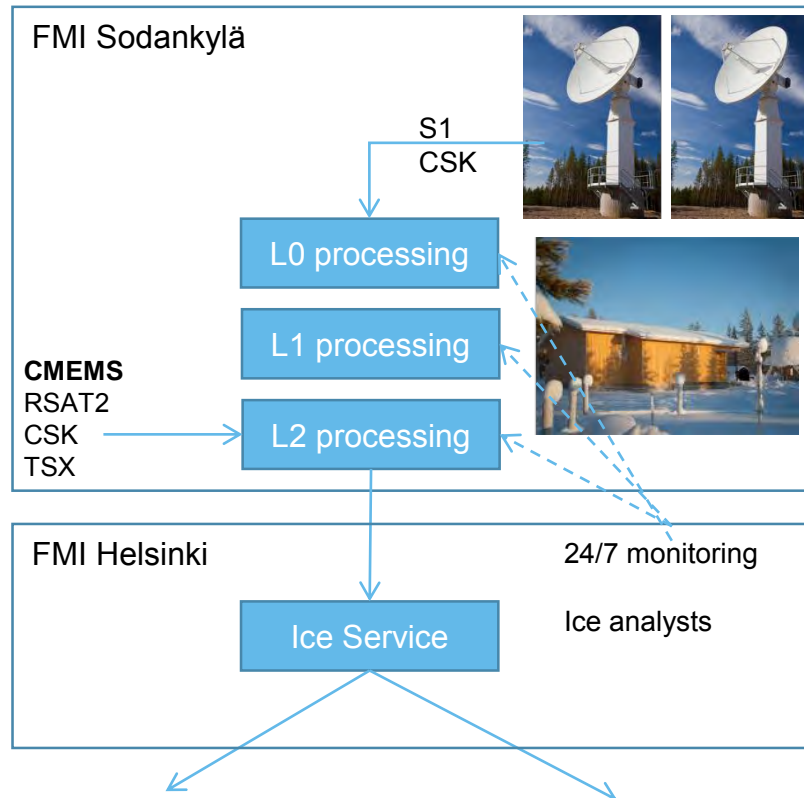 FMI Sodankylä
S1
CSK
L0 processing
L1 processing
CMEMS
RSAT2
CSK
TSX
L2 processing
FMI Helsinki
24/7 monitoring
Ice analysts
Ice Service